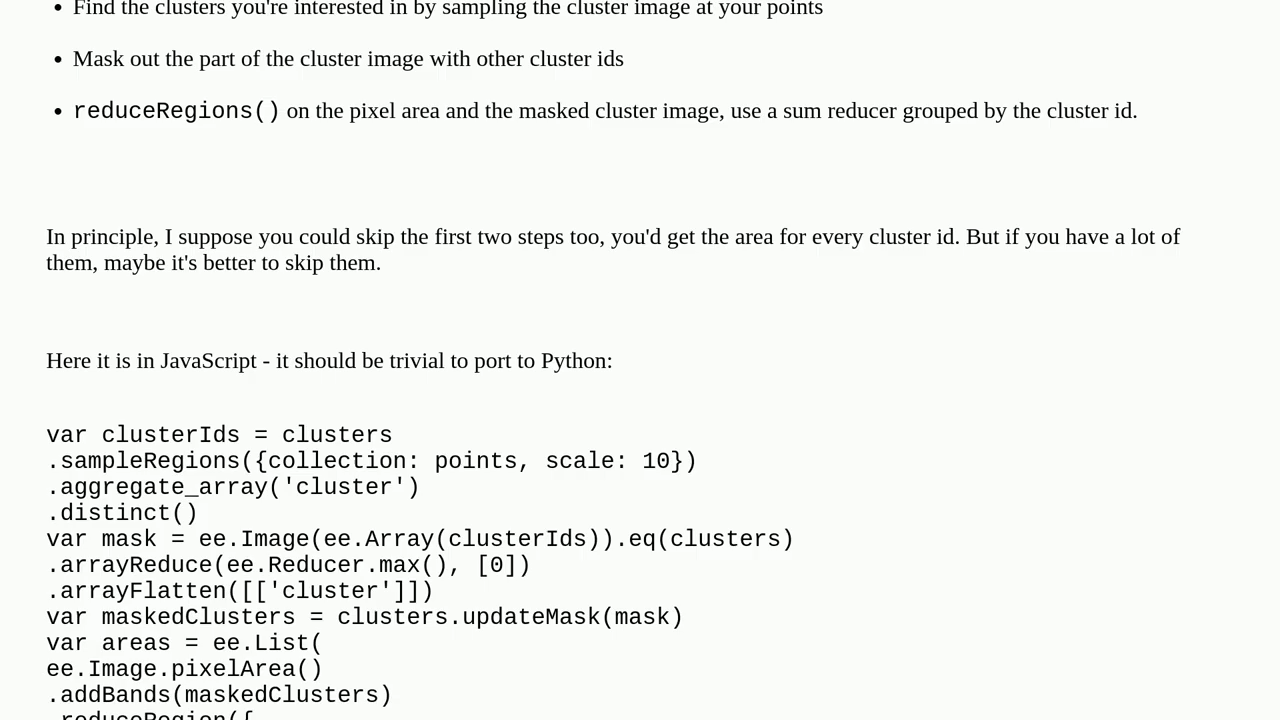 Find the clusters you're interested in by sampling the cluster image at your points
Mask out the part of the cluster image with other cluster ids
reduceRegions() on the pixel area and the masked cluster image, use a sum reducer grouped by the cluster id.
In principle, I suppose you could skip the first two steps too, you'd get the area for every cluster id. But if you have a lot of
them, maybe it's better to skip them.
Here it is in JavaScript - it should be trivial to port to Python:
var clusterIds = clusters
.sampleRegions({collection: points, scale: 10})
.aggregate_array('cluster')
.distinct()
var mask = ee.Image(ee.Array(clusterIds)).eq(clusters)
.arrayReduce(ee.Reducer.max(), [0])
.arrayFlatten([['cluster']])
var maskedClusters = clusters.updateMask(mask)
var areas = ee.List(
ee.Image.pixelArea()
.addBands(maskedClusters)
.reduceRegion({